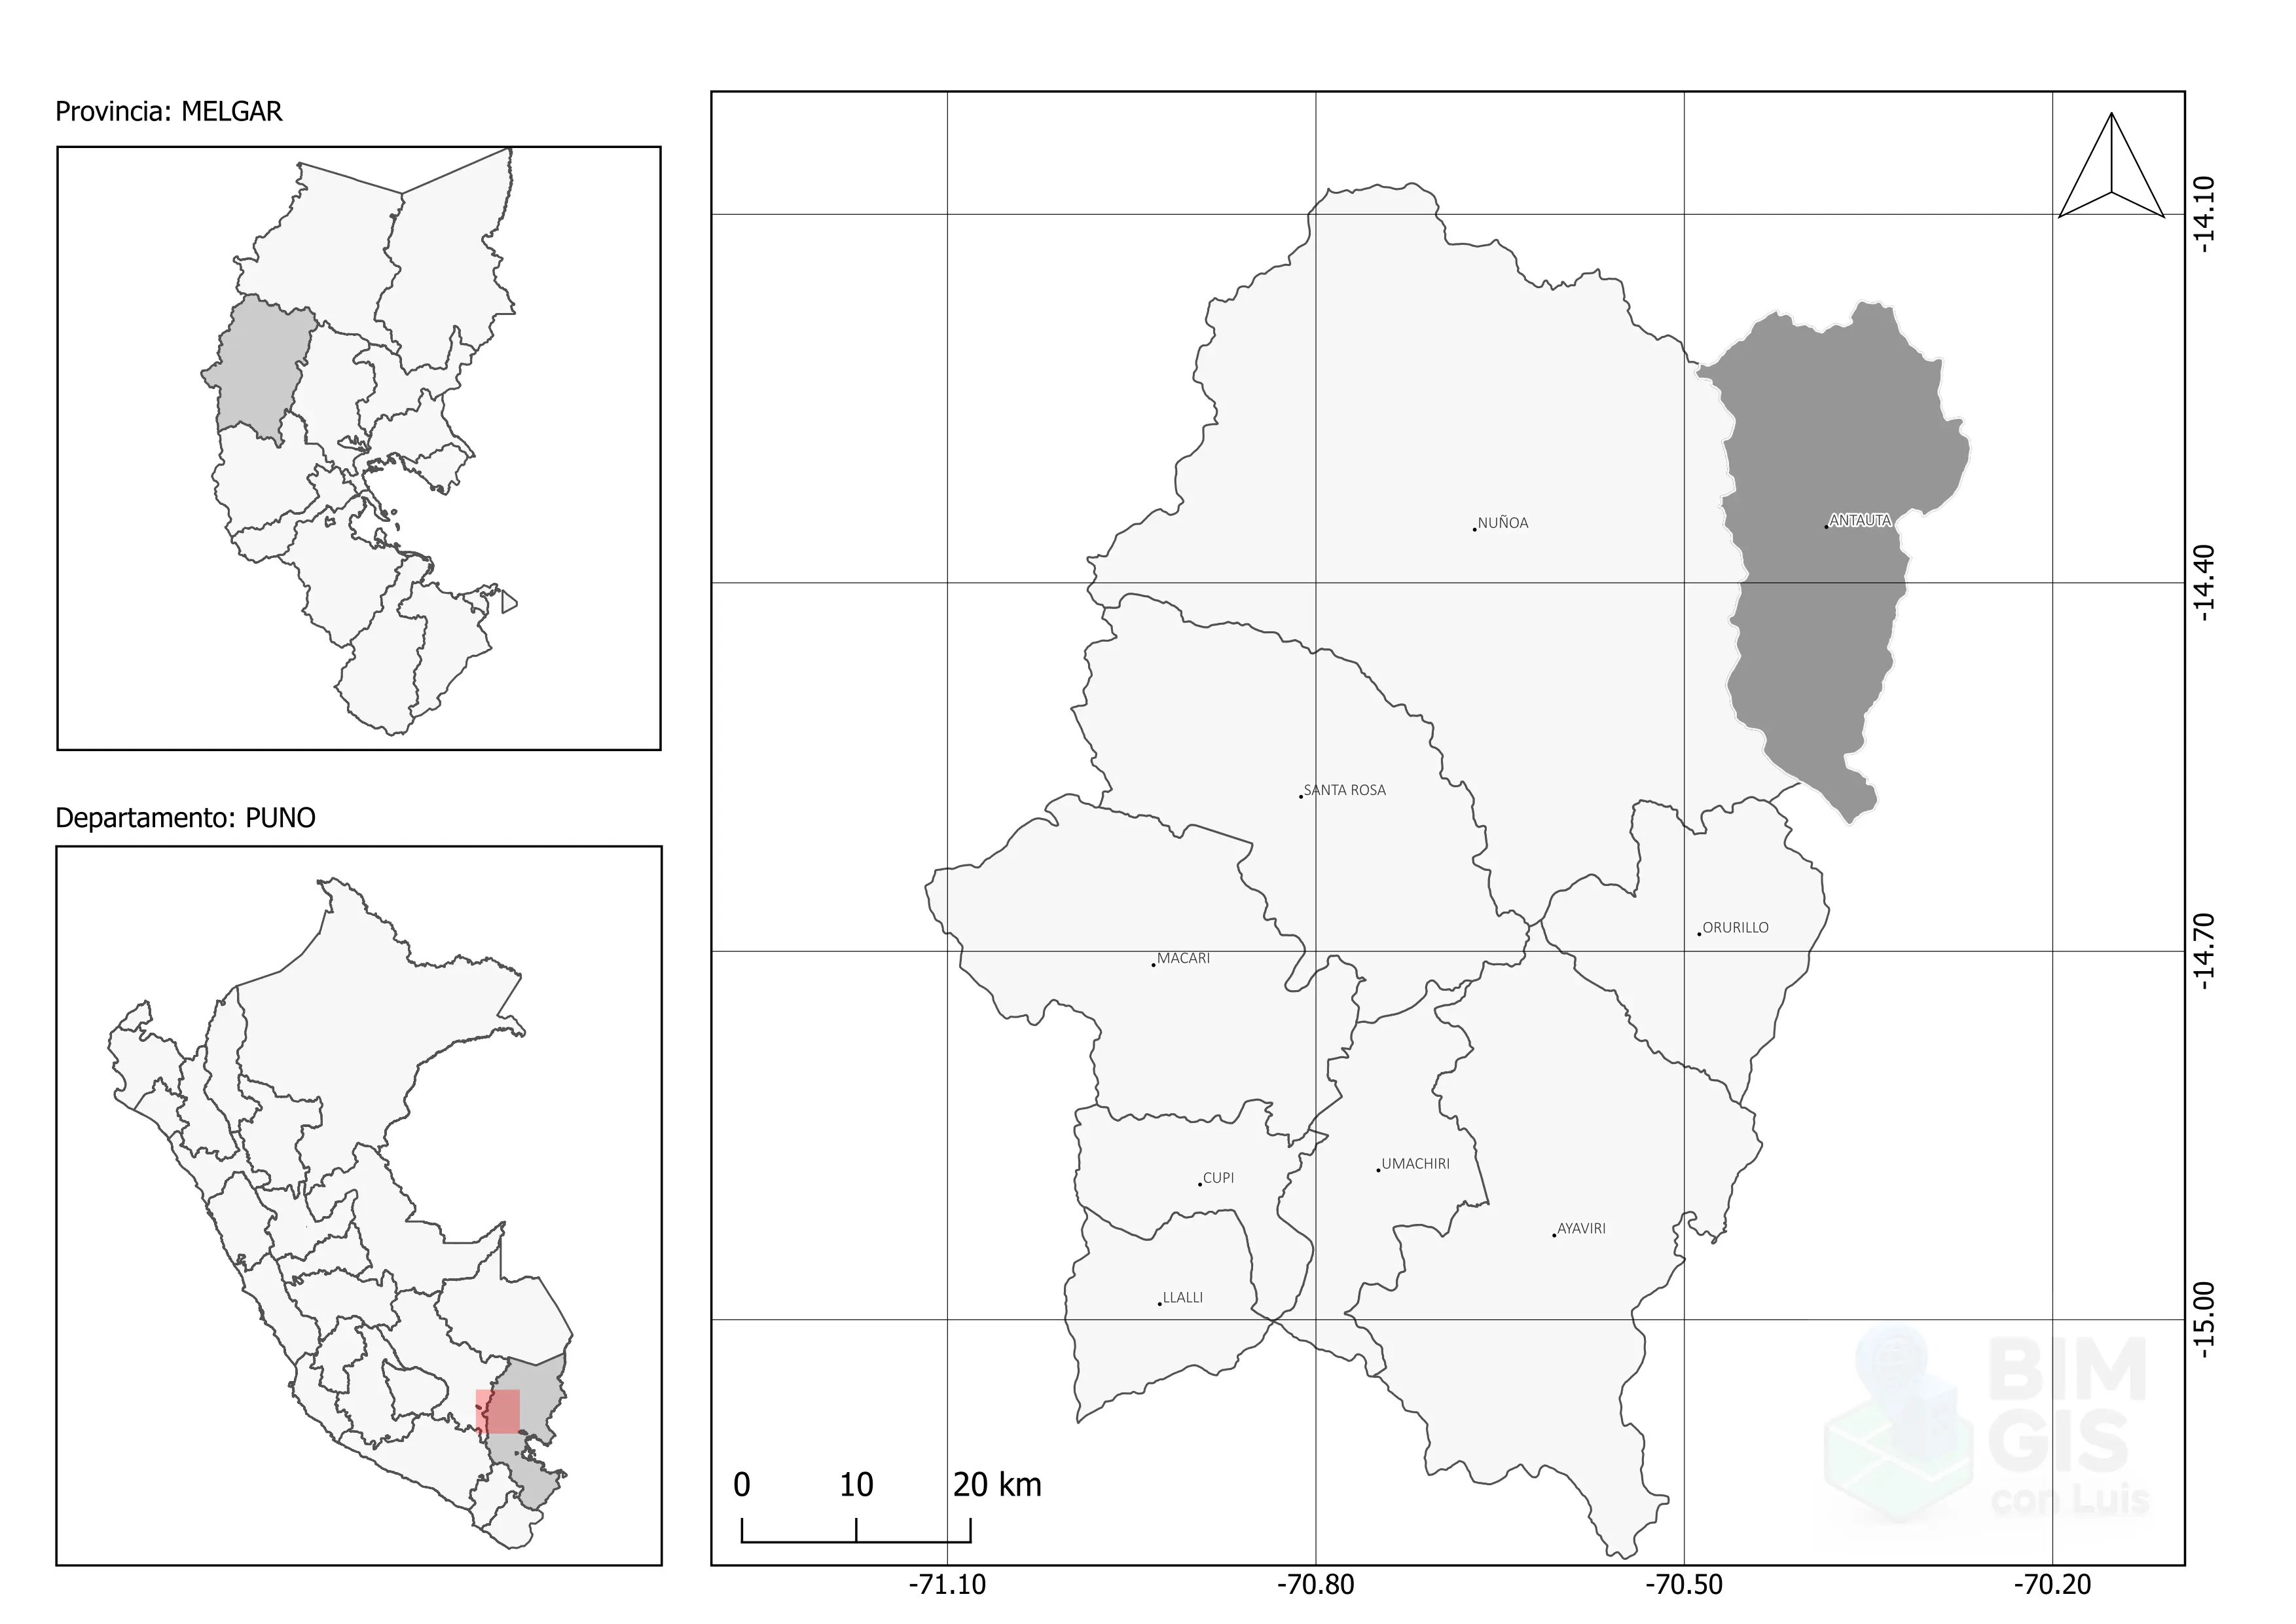 Provincia: MELGAR
Departamento: PUNO
NUÑOA
ANTAUTA
SANTA ROSA
ORURILLO
MACARI
UMACHIRI
CUPI
AYAVIRI
LLALLI
-14.10
-14.40
-14.70
-15.00
BIM
GIS
con Luis
0 10 20 km
-71.10 -70.80 -70.50 -70.20